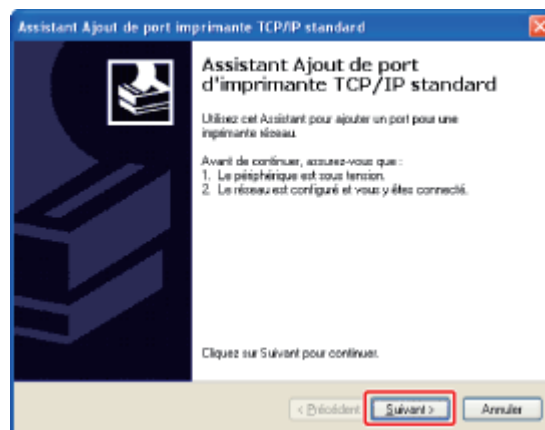 Assistant Ajout de port imprimante TCP/IP standard
Assistant Ajout de port
d'imprimante TCP/IP standard
Utilisez cet Assistant pour ajouter un port pour une
imprimante réseau.
Avant de continuer, assurez-vous que :
1. Le périphérique est sous tension.
2. Le réseau est configuré et vous y êtes connecté.
Cliquez sur Suivant pour continuer.
< Précédent Suivant > Annuler